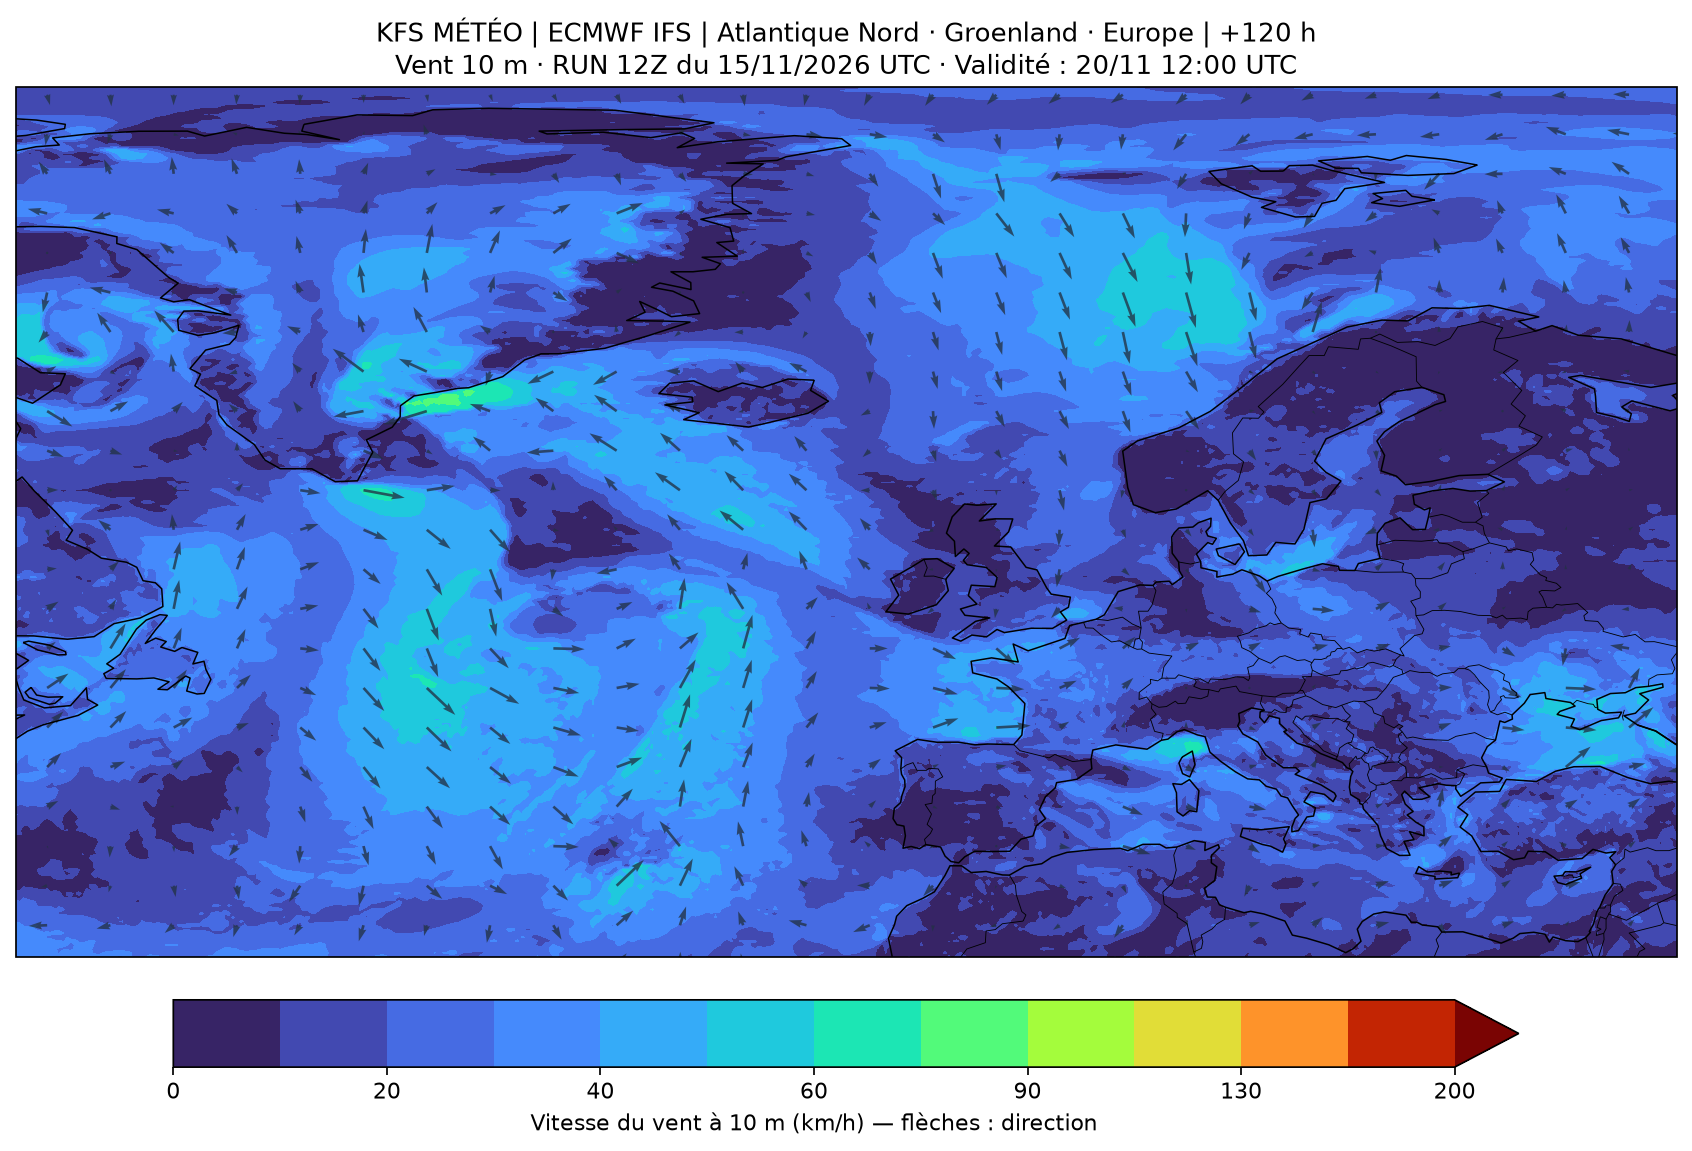 KFS MÉTÉO | ECMWF IFS | Atlantique Nord · Groenland · Europe | +120 h
Vent 10 m · RUN 12Z du 15/11/2026 UTC · Validité : 20/11 12:00 UTC
0 20 40 60 90 130 200
Vitesse du vent à 10 m (km/h) — flèches : direction